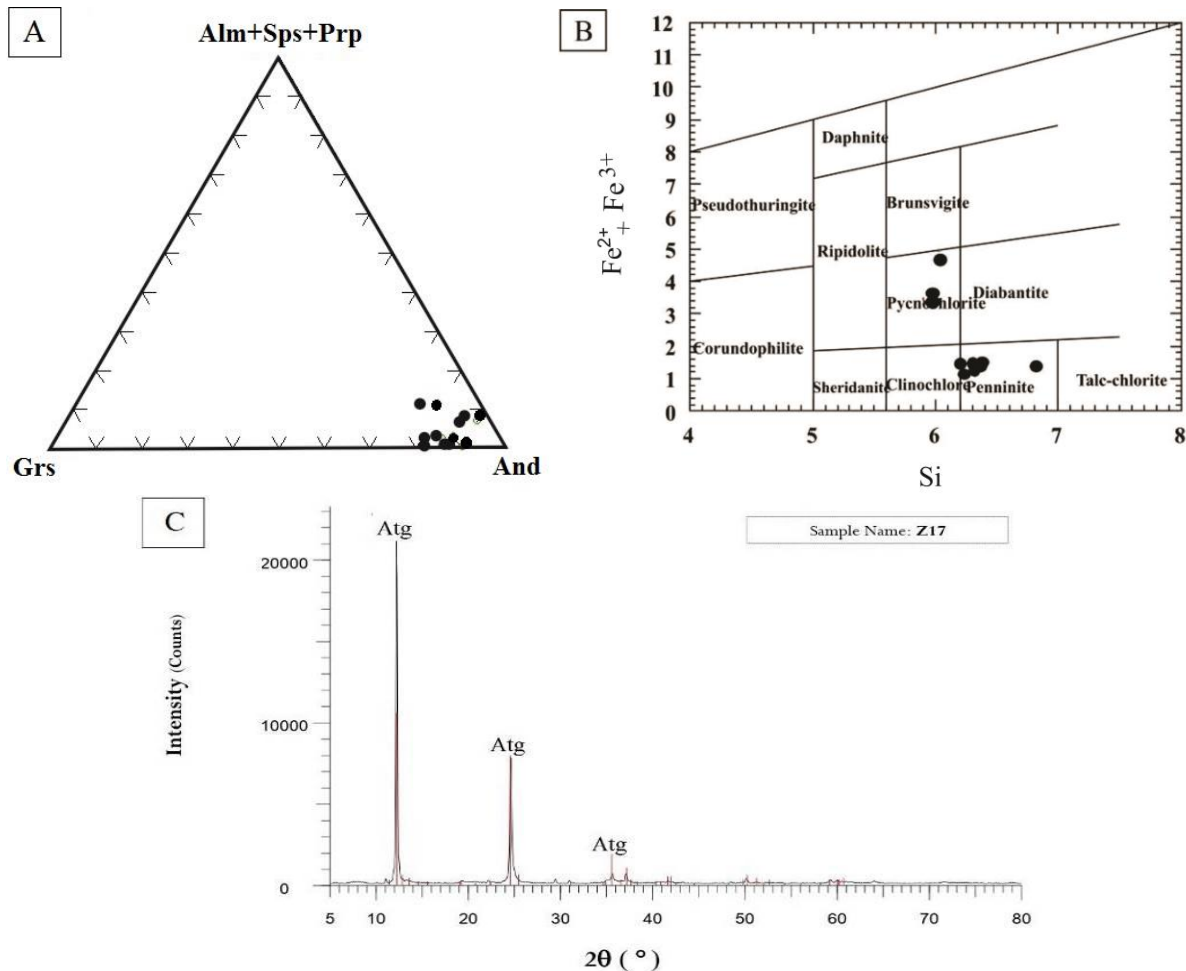 A
Alm+Sps+Prp
Grs
And
B
Fe2+ + Fe3+
12
11
10
9
8
7
6
5
4
3
2
1
0
Daphnite
Pseudothuringite
Brunsvigite
Ripidolite
Pycnochlorite
Diabantite
Corundophilite
Sheridanite
Clinochlore
Penninite
Talc-chlorite
4
5
6
7
8
Si
C
Sample Name: Z17
Intensity (Counts)
20000
10000
0
Atg
Atg
Atg
5
10
20
30
40
50
60
70
80
2θ ( ° )